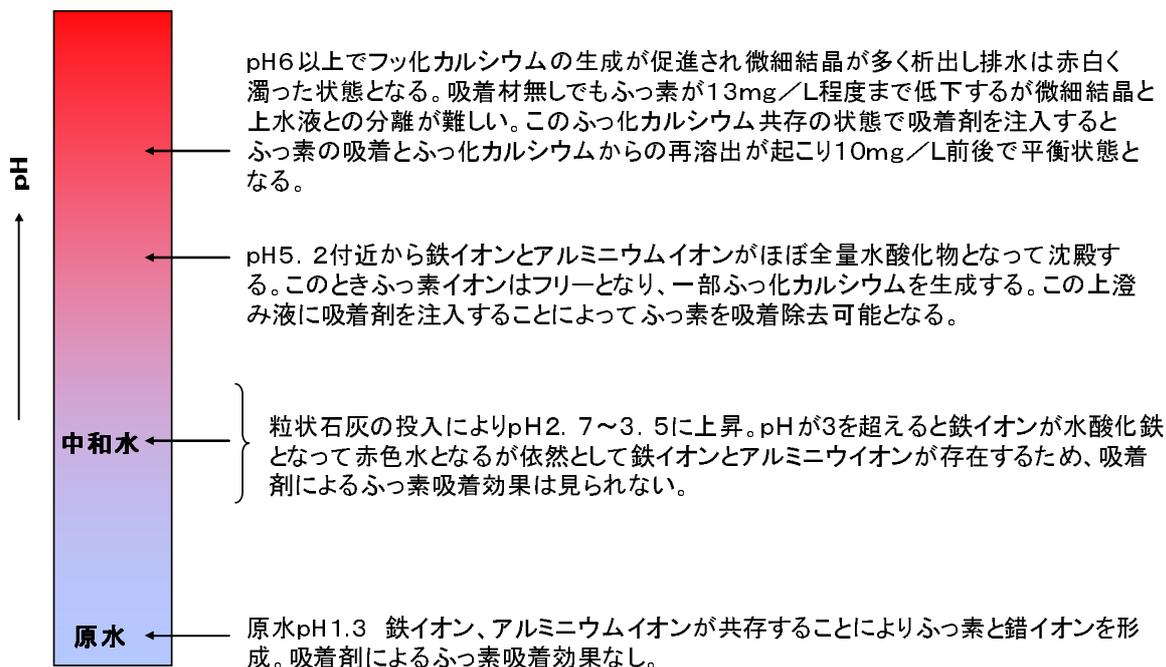 pH6以上でフッ化カルシウムの生成が促進され微細結晶が多く析出し排水は赤白く
濁った状態となる。吸着材無しでもふっ素が13mg／L程度まで低下するが微細結晶と
上水液との分離が難しい。このふっ化カルシウム共存の状態で吸着剤を注入すると
ふっ素の吸着とふっ化カルシウムからの再溶出が起こり10mg／L前後で平衡状態と
なる。
pH
pH5．2付近から鉄イオンとアルミニウムイオンがほぼ全量水酸化物となって沈殿す
る。このときふっ素イオンはフリーとなり、一部ふっ化カルシウムを生成する。この上澄
み液に吸着剤を注入することによってふっ素を吸着除去可能となる。
中和水
粒状石灰の投入によりpH2．7～3．5に上昇。pHが3を超えると鉄イオンが水酸化鉄
となって赤色水となるが依然として鉄イオンとアルミニウイオンが存在するため、吸着
剤によるふっ素吸着効果は見られない。
原水
原水pH1.3　鉄イオン、アルミニウムイオンが共存することによりふっ素と錯イオンを形
成。吸着剤によるふっ素吸着効果なし。